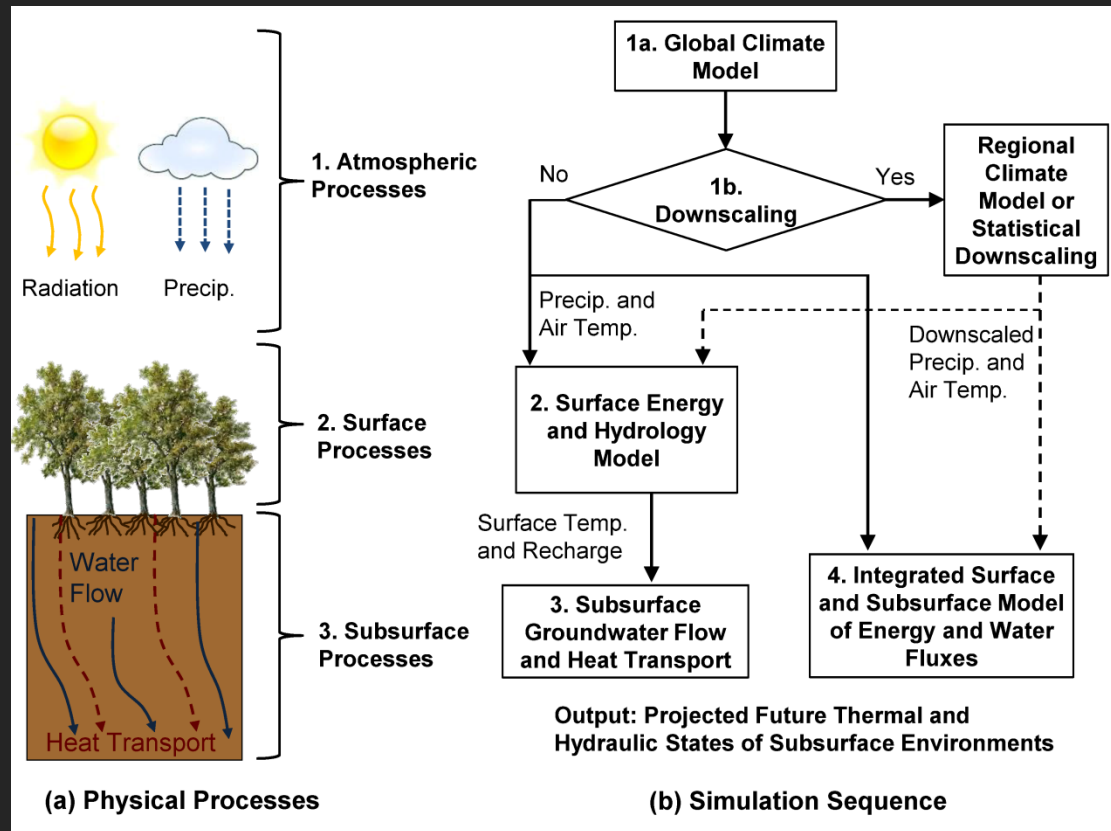 Radiation
Precip.
1. Atmospheric
Processes
2. Surface
Processes
Water
Flow
3. Subsurface
Processes
Heat Transport
(a) Physical Processes
1a. Global Climate
Model
No
1b.
Downscaling
Yes
Regional
Climate
Model or
Statistical
Downscaling
Precip. and
Air Temp.
Downscaled
Precip. and
Air Temp.
2. Surface Energy
and Hydrology
Model
Surface Temp.
and Recharge
3. Subsurface
Groundwater Flow
and Heat Transport
4. Integrated Surface
and Subsurface Model
of Energy and Water
Fluxes
Output: Projected Future Thermal and
Hydraulic States of Subsurface Environments
(b) Simulation Sequence